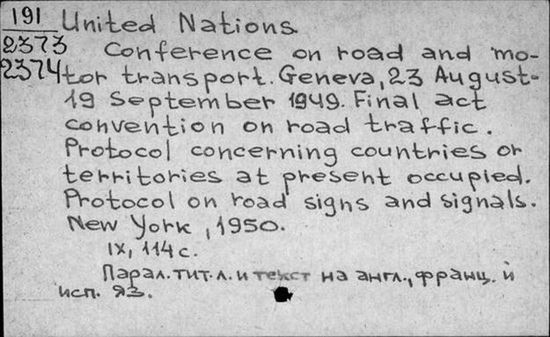 191
2373
2374
United Nations
Conference on road and mo-
tor transport. Geneva, 23 August-
19 September 1949. Final act
convention on road traffic.
Protocol concerning countries or
territories at present occupied.
Protocol on road signs and signals.
New York, 1950.
IX, 114 с.
Парал. тит. л. и текст на англ., франц. и
исп. яз.